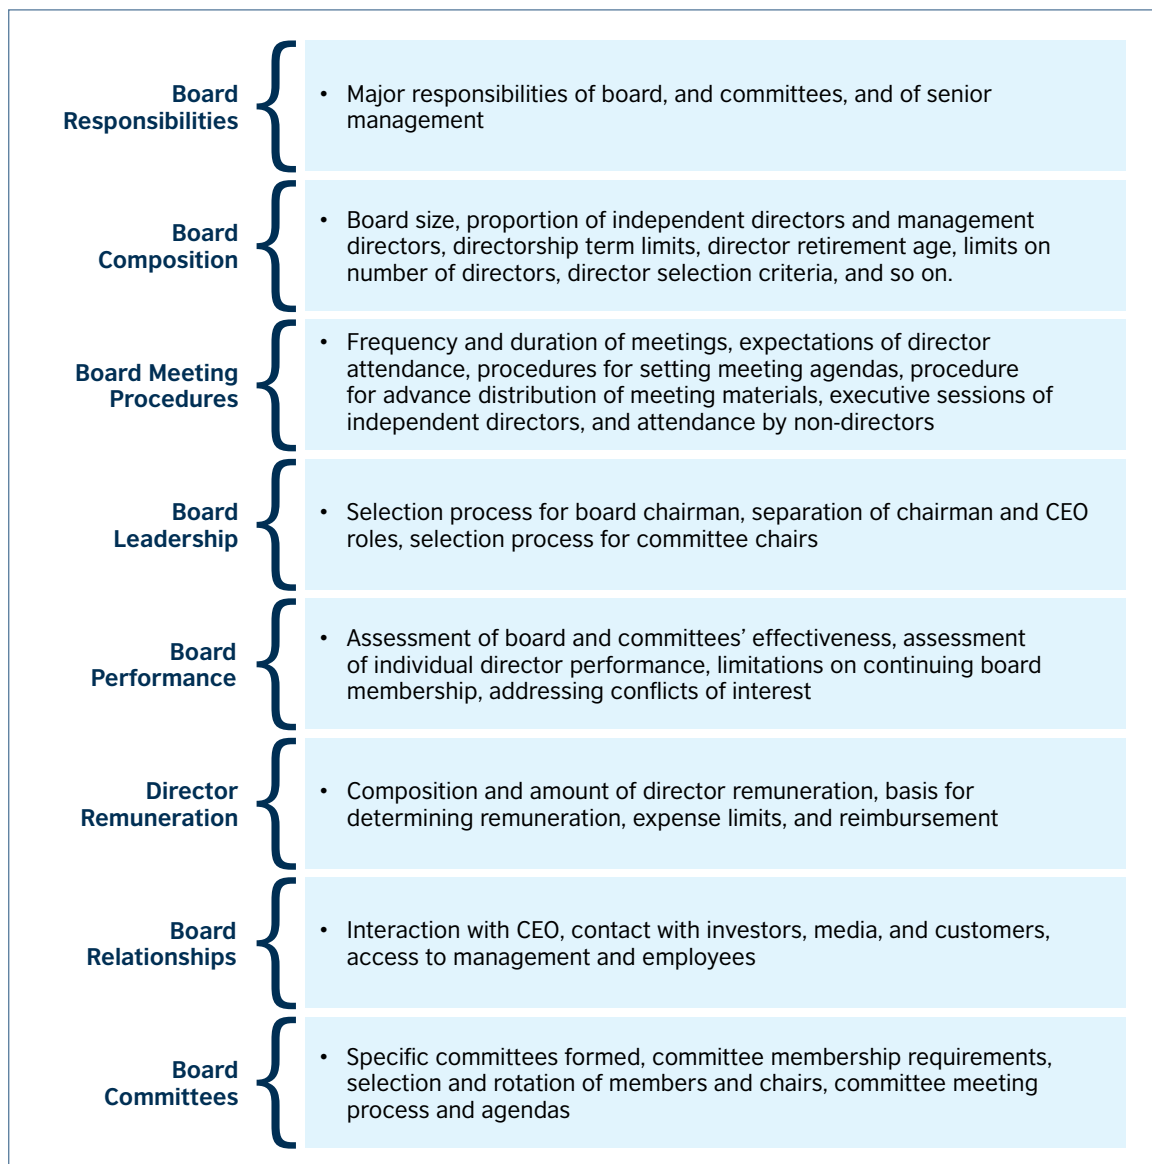 Board
Responsibilities
• Major responsibilities of board, and committees, and of senior
management
Board
Composition
• Board size, proportion of independent directors and management
directors, directorship term limits, director retirement age, limits on
number of directors, director selection criteria, and so on.
Board Meeting
Procedures
• Frequency and duration of meetings, expectations of director
attendance, procedures for setting meeting agendas, procedure
for advance distribution of meeting materials, executive sessions of
independent directors, and attendance by non-directors
Board
Leadership
• Selection process for board chairman, separation of chairman and CEO
roles, selection process for committee chairs
Board
Performance
• Assessment of board and committees’ effectiveness, assessment
of individual director performance, limitations on continuing board
membership, addressing conflicts of interest
Director
Remuneration
• Composition and amount of director remuneration, basis for
determining remuneration, expense limits, and reimbursement
Board
Relationships
• Interaction with CEO, contact with investors, media, and customers,
access to management and employees
Board
Committees
• Specific committees formed, committee membership requirements,
selection and rotation of members and chairs, committee meeting
process and agendas